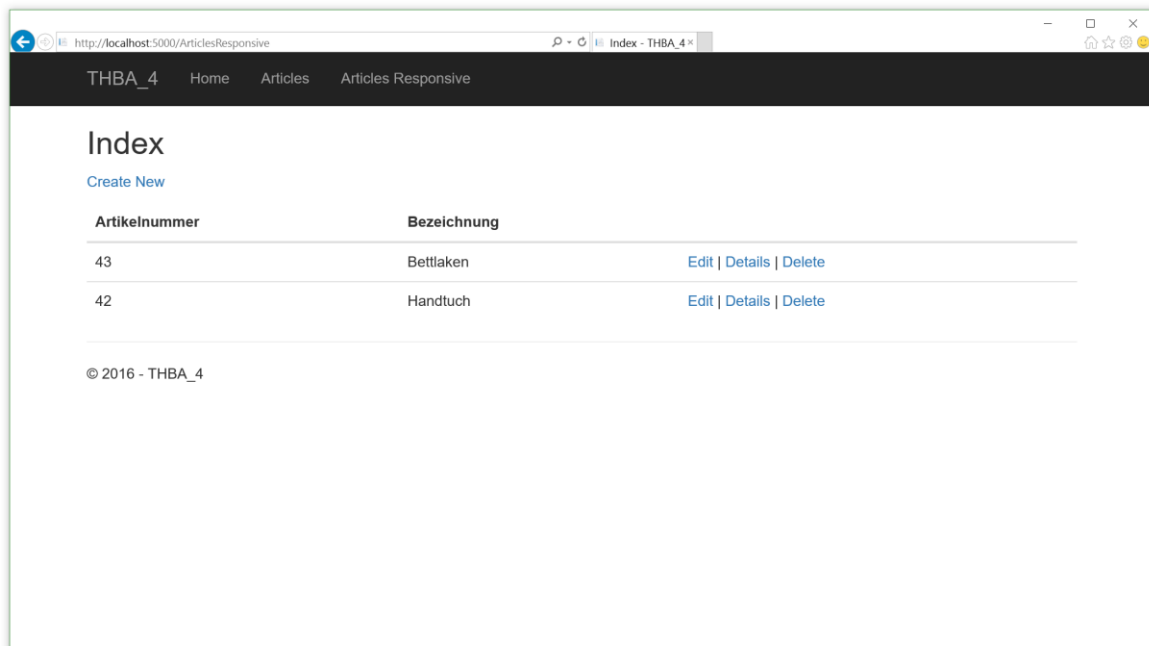 http://localhost:5000/ArticlesResponsive Index - THBA_4
THBA_4 Home Articles Articles Responsive
Index
Create New
Artikelnummer Bezeichnung
43 Bettlaken Edit | Details | Delete
42 Handtuch Edit | Details | Delete
© 2016 - THBA_4